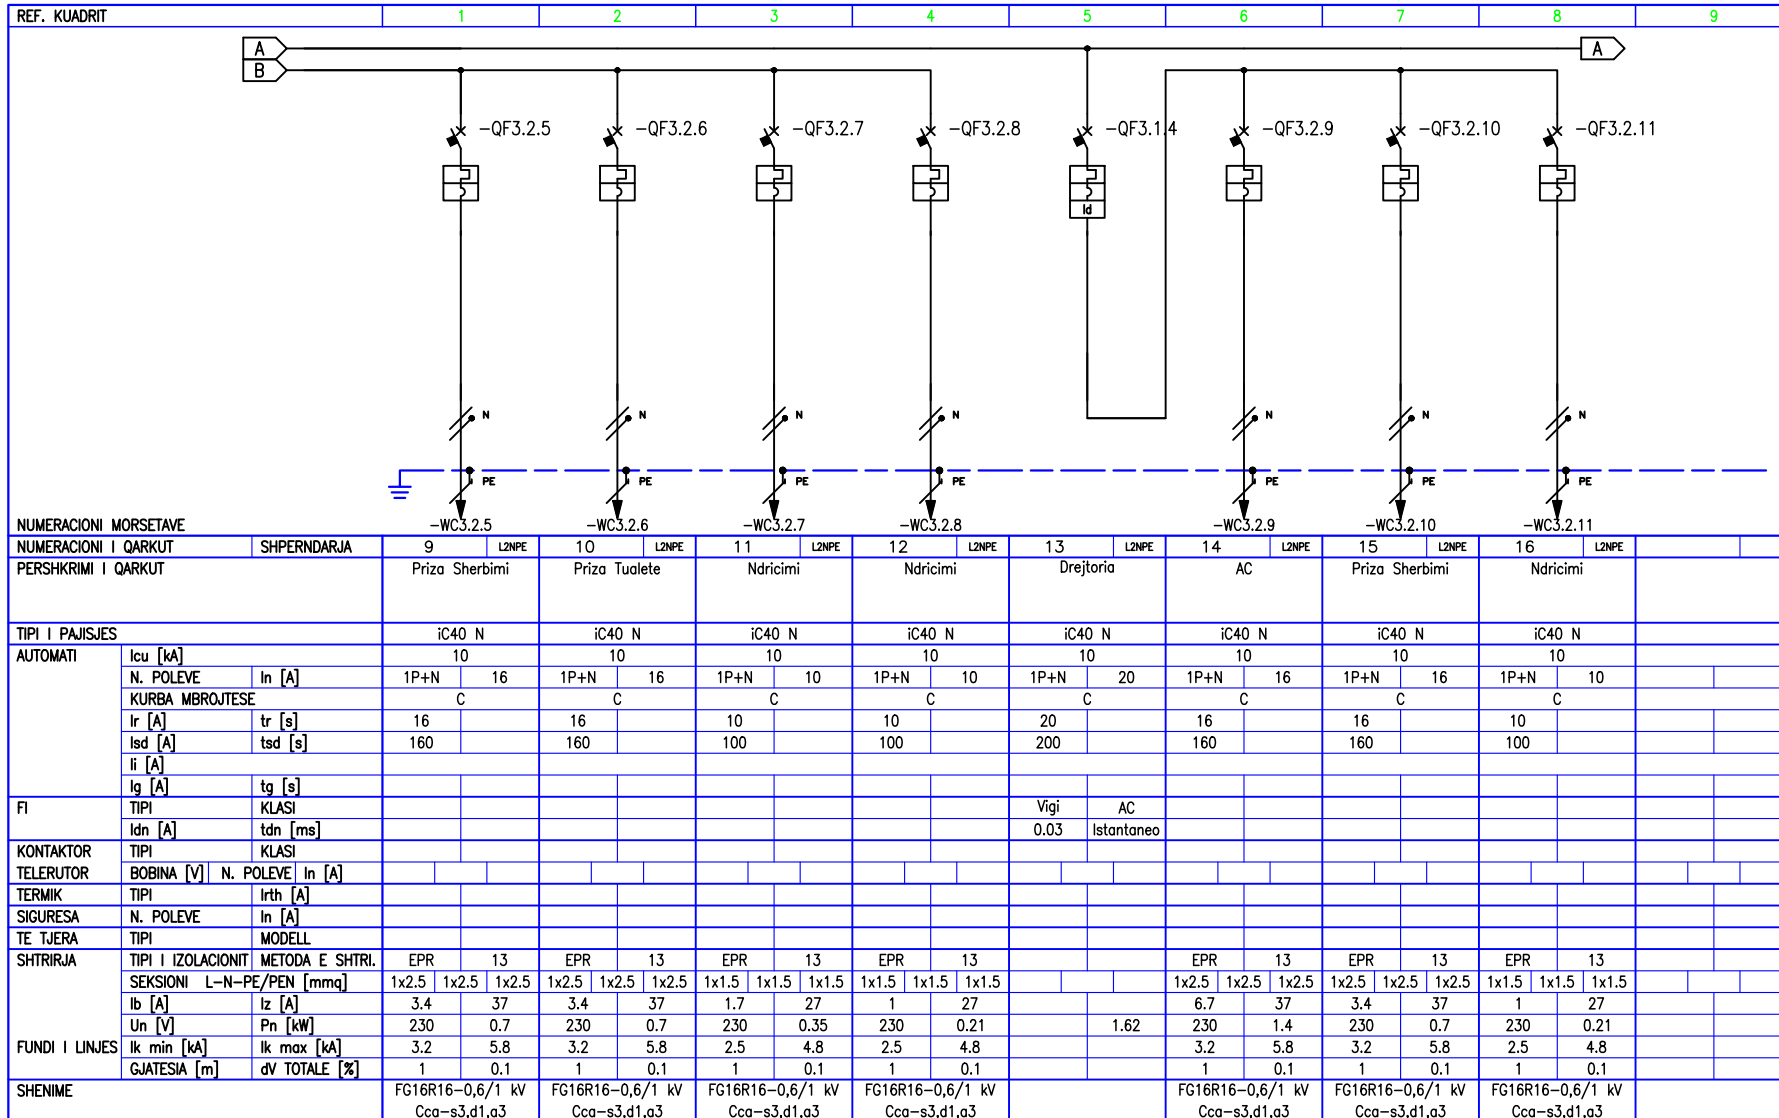 REF. KUADRIT 1 2 3 4 5 6 7 8 9
A A
B
-QF3.2.5 -QF3.2.6 -QF3.2.7 -QF3.2.8 -QF3.1.4 -QF3.2.9 -QF3.2.10 -QF3.2.11
Id
N N N N N N N
PE PE PE PE PE PE PE
NUMERACIONI MORSETAVE -WC3.2.5 -WC3.2.6 -WC3.2.7 -WC3.2.8 -WC3.2.9 -WC3.2.10 -WC3.2.11
NUMERACIONI I QARKUT SHPERNDARJA 9 L2NPE 10 L2NPE 11 L2NPE 12 L2NPE 13 L2NPE 14 L2NPE 15 L2NPE 16 L2NPE
PERSHKRIMI I QARKUT Priza Sherbimi Priza Tualete Ndricimi Ndricimi Drejtoria AC Priza Sherbimi Ndricimi
TIPI I PAJISJES iC40 N iC40 N iC40 N iC40 N iC40 N iC40 N iC40 N iC40 N
AUTOMATI Icu [kA] 10 10 10 10 10 10 10 10
N. POLEVE In [A] 1P+N 16 1P+N 16 1P+N 10 1P+N 10 1P+N 20 1P+N 16 1P+N 16 1P+N 10
KURBA MBROJTESE C C C C C C C C
Ir [A] tr [s] 16 16 10 10 20 16 16 10
Isd [A] tsd [s] 160 160 100 100 200 160 160 100
Ii [A]
Ig [A] tg [s]
FI TIPI KLASI Vigi AC
Idn [A] tdn [ms] 0.03 Istantaneo
KONTAKTOR TIPI KLASI
TELERUTOR BOBINA [V] N. POLEVE In [A]
TERMIK TIPI Irth [A]
SIGURESA N. POLEVE In [A]
TE TJERA TIPI MODELL
SHTRIRJA TIPI I IZOLACIONIT METODA E SHTRI. EPR 13 EPR 13 EPR 13 EPR 13 EPR 13 EPR 13 EPR 13
SEKSIONI L-N-PE/PEN [mmq] 1x2.5 1x2.5 1x2.5 1x2.5 1x2.5 1x2.5 1x1.5 1x1.5 1x1.5 1x1.5 1x1.5 1x1.5 1x2.5 1x2.5 1x2.5 1x2.5 1x2.5 1x2.5 1x1.5 1x1.5 1x1.5
Ib [A] Iz [A] 3.4 37 3.4 37 1.7 27 1 27 6.7 37 3.4 37 1 27
Un [V] Pn [kW] 230 0.7 230 0.7 230 0.35 230 0.21 1.62 230 1.4 230 0.7 230 0.21
FUNDI I LINJES Ik min [kA] Ik max [kA] 3.2 5.8 3.2 5.8 2.5 4.8 2.5 4.8 3.2 5.8 3.2 5.8 2.5 4.8
GJATESIA [m] dV TOTALE [%] 1 0.1 1 0.1 1 0.1 1 0.1 1 0.1 1 0.1 1 0.1
SHENIME FG16R16-0,6/1 kV FG16R16-0,6/1 kV FG16R16-0,6/1 kV FG16R16-0,6/1 kV FG16R16-0,6/1 kV FG16R16-0,6/1 kV FG16R16-0,6/1 kV
Cca-s3,d1,a3 Cca-s3,d1,a3 Cca-s3,d1,a3 Cca-s3,d1,a3 Cca-s3,d1,a3 Cca-s3,d1,a3 Cca-s3,d1,a3